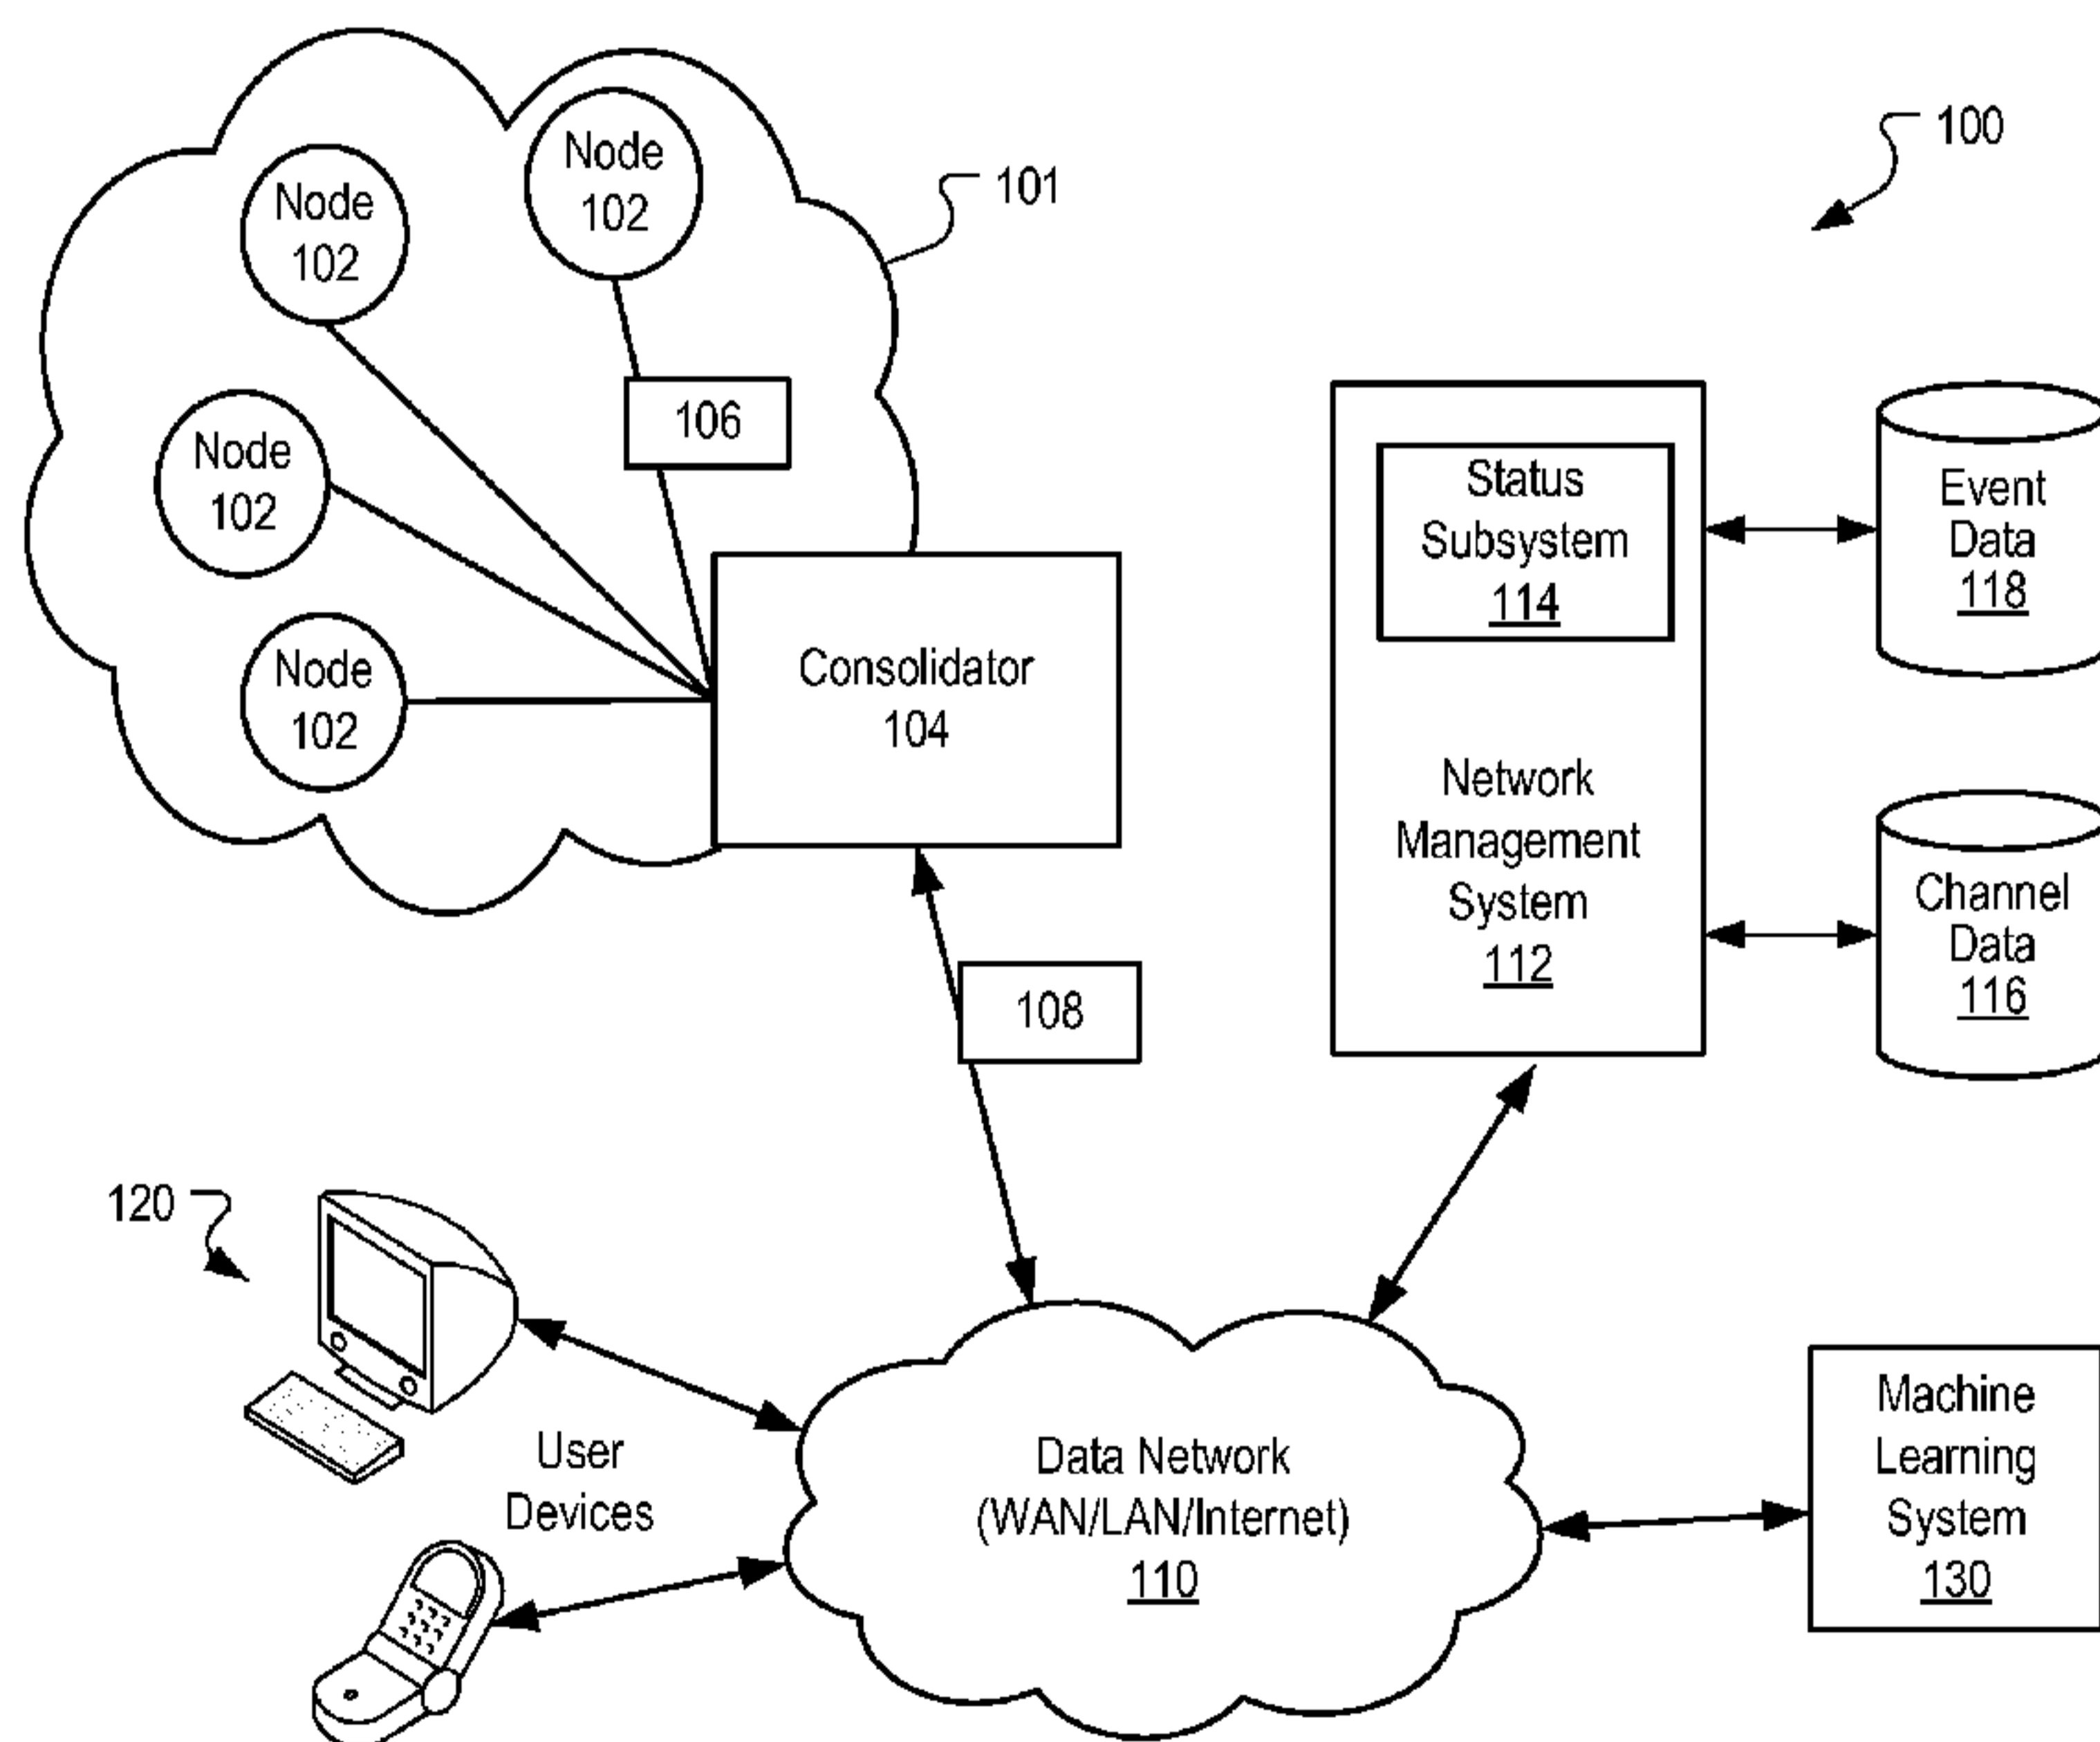 100
101
Node
102
Node
102
Node
102
Node
102
106
Consolidator
104
108
Status
Subsystem
114
Network
Management
System
112
Event
Data
118
Channel
Data
116
120
User
Devices
Data Network
(WAN/LAN/Internet)
110
Machine
Learning
System
130